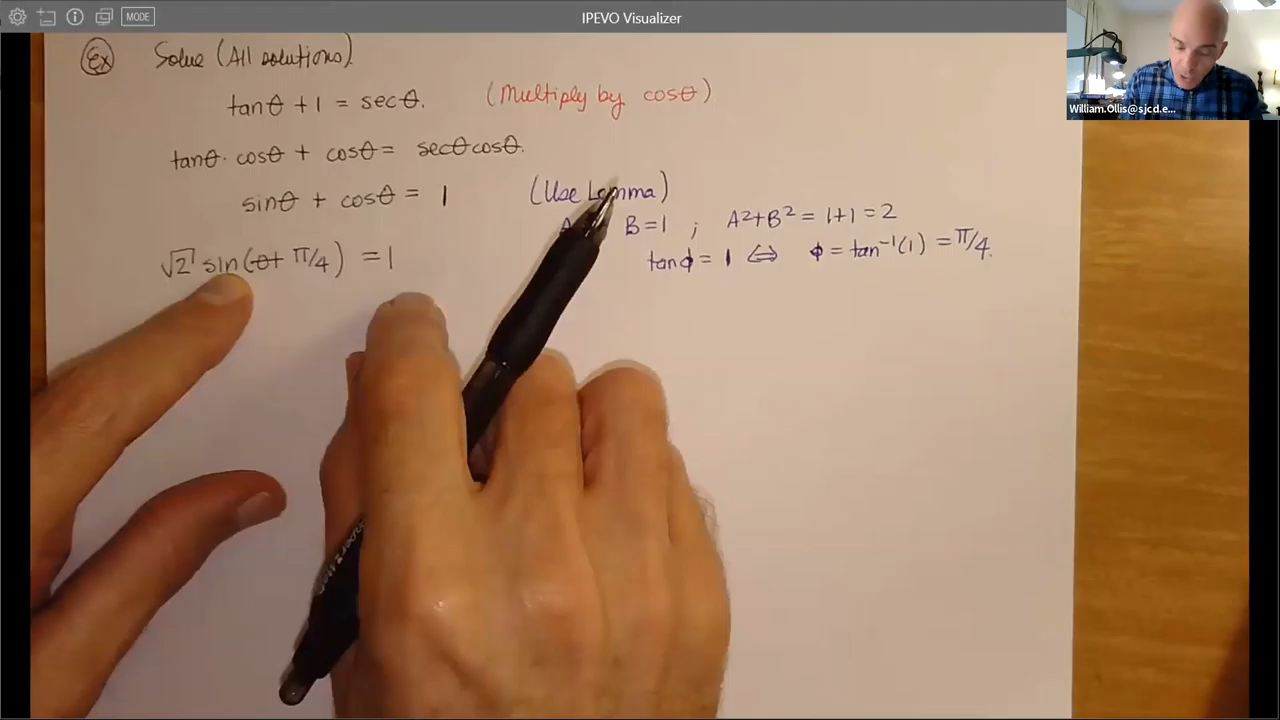 MODE
IPEVO Visualizer
William.Ollis@sjcd.e...
Ex Solve (All solutions)
tanθ + 1 = secθ. (Multiply by cosθ)
tanθ · cosθ + cosθ = secθcosθ.
sinθ + cosθ = 1 (Use Lemma)
B=1 ; A²+B² = 1+1 = 2
tanϕ = 1 ⇔ ϕ = tan⁻¹(1) = π/4.
√2 sin(θ+ π/4) = 1